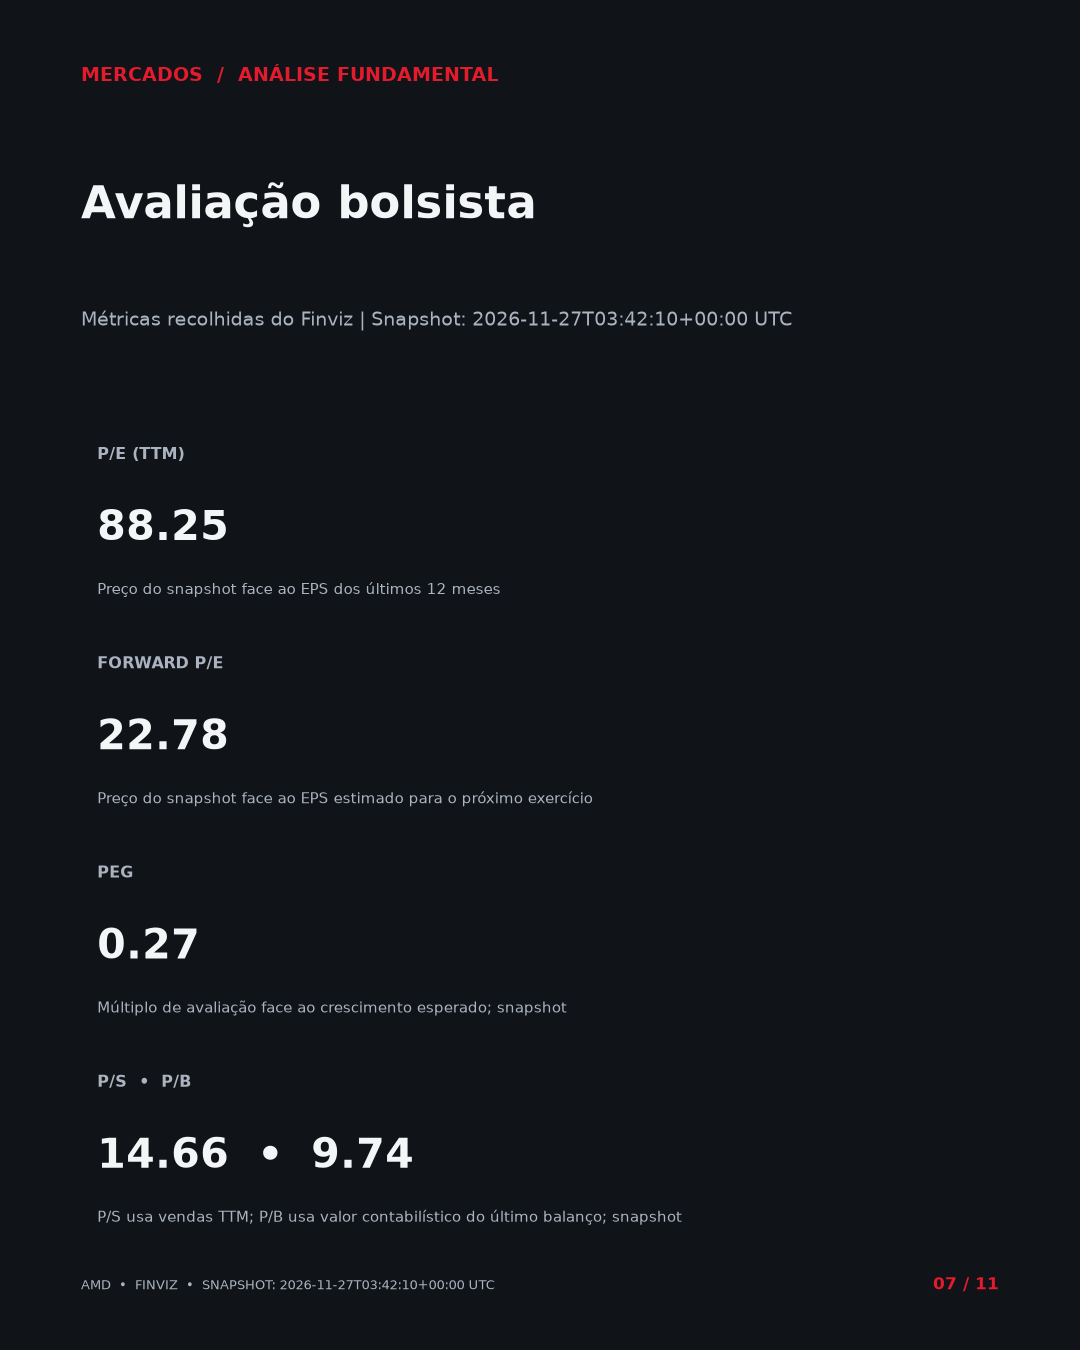 MERCADOS / ANÁLISE FUNDAMENTAL
Avaliação bolsista
Métricas recolhidas do Finviz | Snapshot: 2026-11-27T03:42:10+00:00 UTC
P/E (TTM)
88.25
Preço do snapshot face ao EPS dos últimos 12 meses
FORWARD P/E
22.78
Preço do snapshot face ao EPS estimado para o próximo exercício
PEG
0.27
Múltiplo de avaliação face ao crescimento esperado; snapshot
P/S • P/B
14.66 • 9.74
P/S usa vendas TTM; P/B usa valor contabilístico do último balanço; snapshot
AMD • FINVIZ • SNAPSHOT: 2026-11-27T03:42:10+00:00 UTC
07 / 11